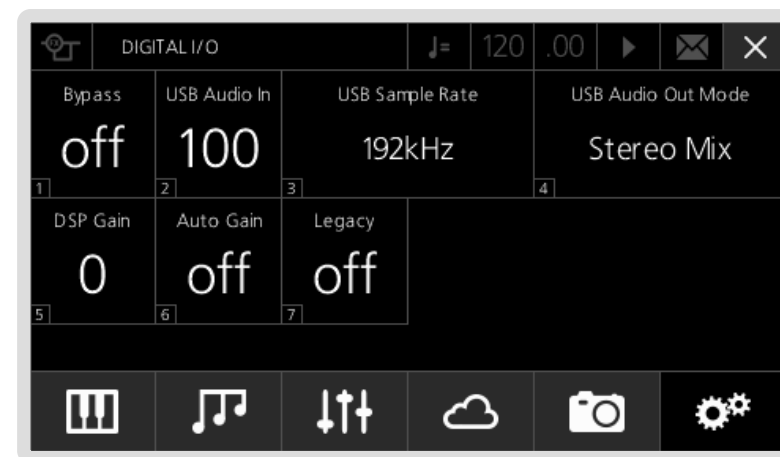 DIGITAL I/O ♩= 120 .00
Bypass USB Audio In USB Sample Rate USB Audio Out Mode
off 100 192kHz Stereo Mix
1 2 3 4
DSP Gain Auto Gain Legacy
0 off off
5 6 7